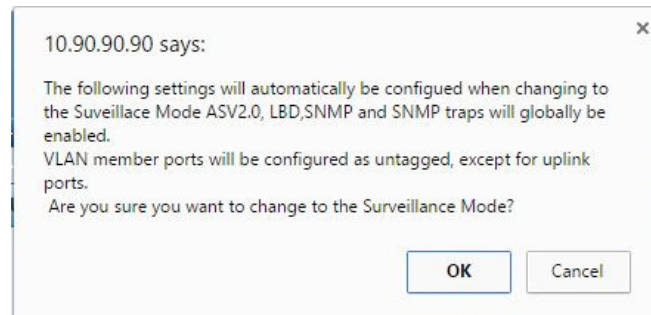 10.90.90.90 says:
The following settings will automatically be configued when changing to
the Suveillace Mode ASV2.0, LBD,SNMP and SNMP traps will globally be
enabled.
VLAN member ports will be configured as untagged, except for uplink
ports.
Are you sure you want to change to the Surveillance Mode?
OK
Cancel